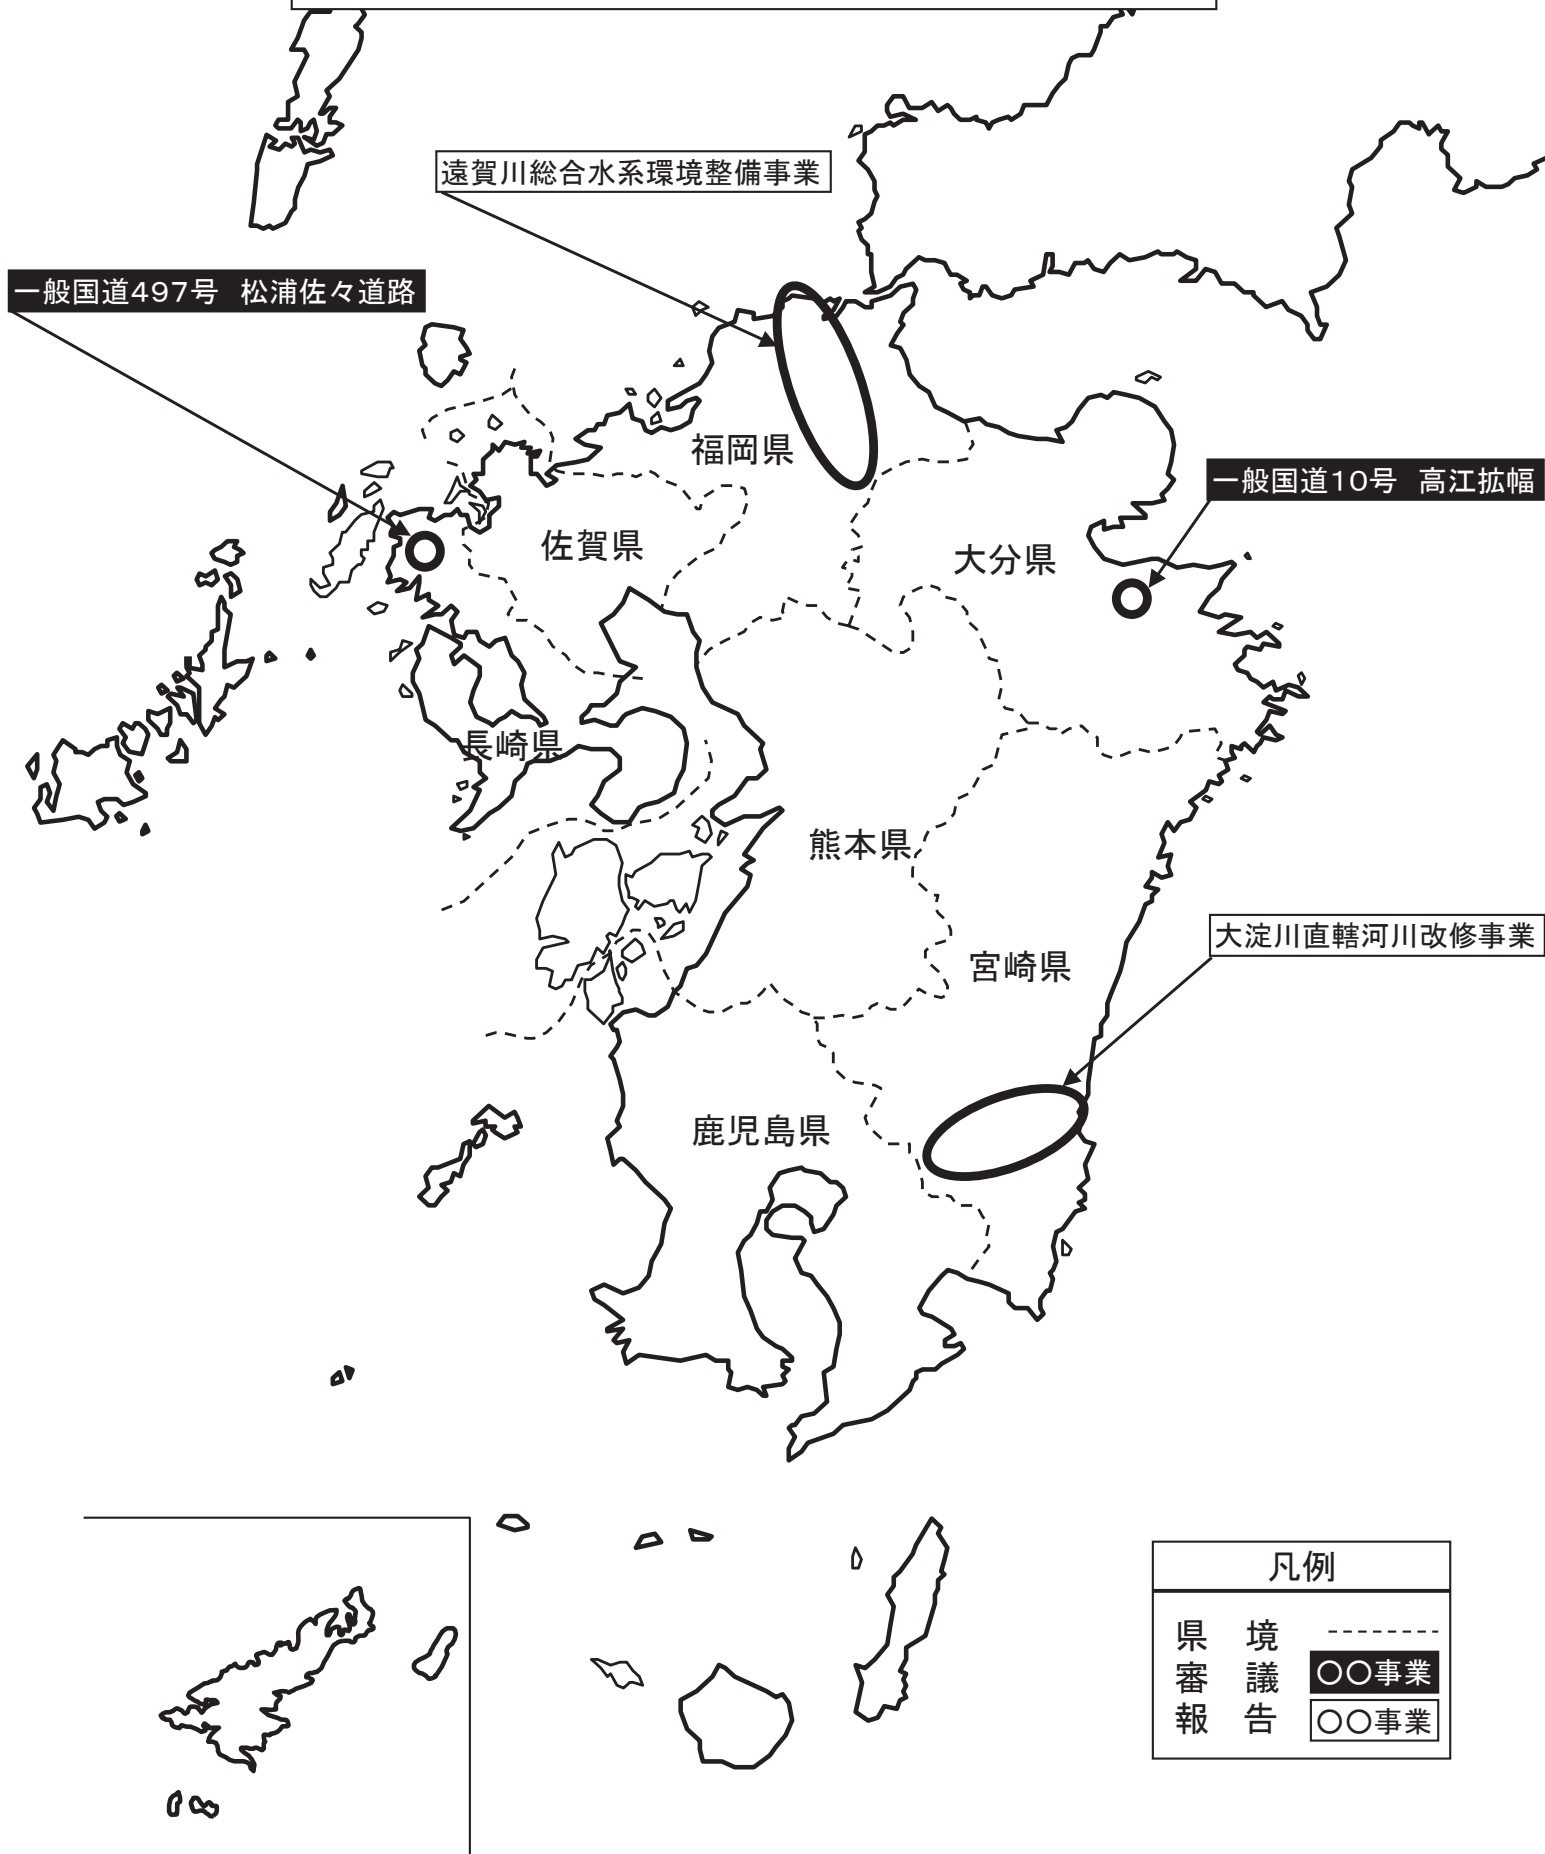 遠賀川総合水系環境整備事業
一般国道497号 松浦佐々道路
福岡県
一般国道10号 高江拡幅
佐賀県
大分県
長崎県
熊本県
大淀川直轄河川改修事業
宮崎県
鹿児島県
凡例
県 境
審 議 〇〇事業
報 告 〇〇事業